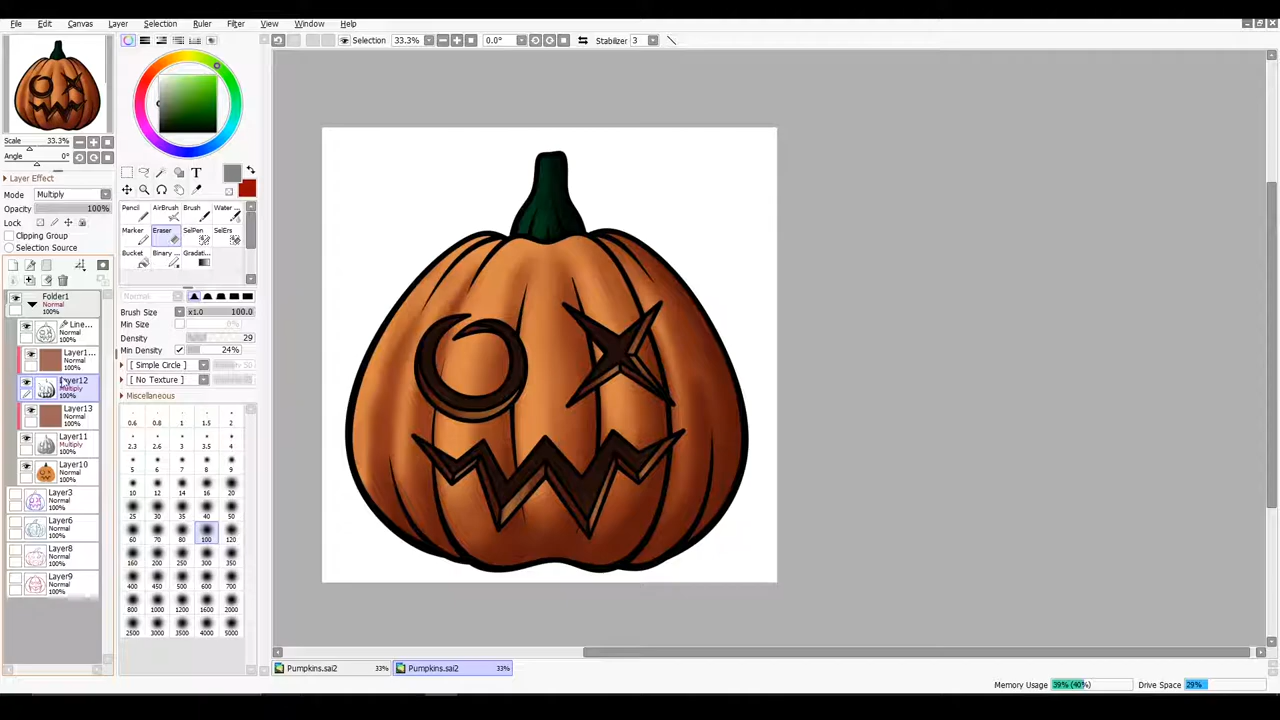 File Edit Canvas Layer Selection Ruler Filter View Window Help
Selection 33.3% 0.0° Stabilizer 3
Scale 33.3%
Angle 0°
Layer Effect
Mode Multiply
Opacity 100%
Lock
Clipping Group
Selection Source
Folder1
Normal
100%
Line...
Normal
100%
Layer1...
Normal
100%
Layer12
Multiply
100%
Layer13
Normal
100%
Layer11
Multiply
100%
Layer10
Normal
100%
Layer3
Normal
100%
Layer6
Normal
100%
Layer8
Normal
100%
Layer9
Normal
100%
T
Pencil AirBrush Brush Water ...
Marker Eraser SelPen SelErs
Bucket Binary ... Gradati...
Normal
Brush Size x1.0 100.0
Min Size 0%
Density 29
Min Density 24%
[ Simple Circle ] 50
[ No Texture ] 95
Miscellaneous
0.6 0.8 1 1.5 2
2.3 2.6 3 3.5 4
5 6 7 8 9
10 12 14 16 20
25 30 35 40 50
60 70 80 100 120
160 200 250 300 350
400 450 500 600 700
800 1000 1200 1600 2000
2500 3000 3500 4000 5000
Pumpkins.sai2 33% Pumpkins.sai2 33%
Memory Usage 39% (40%) Drive Space 29%